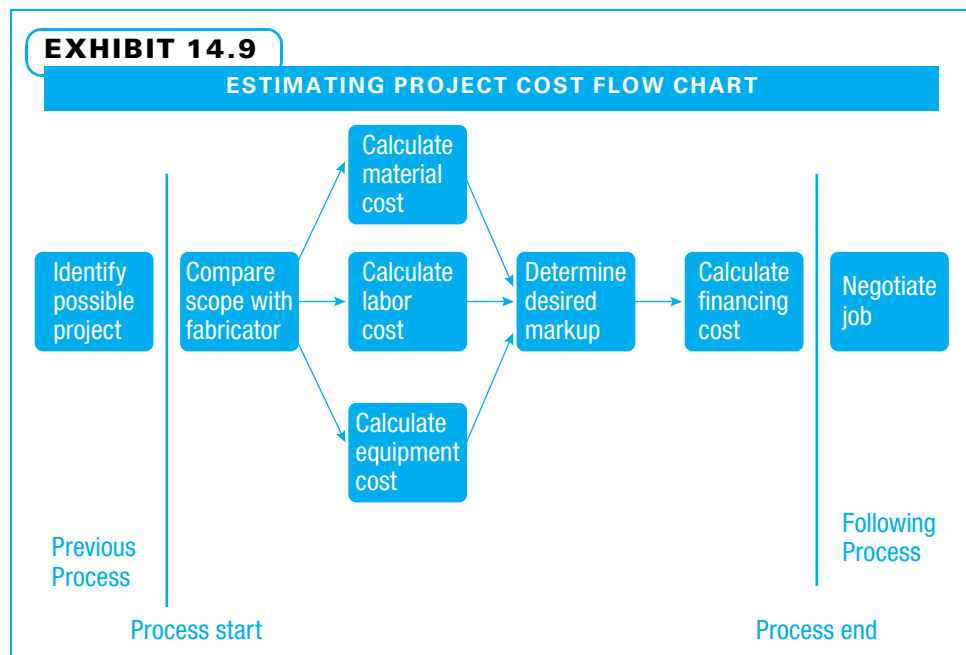 EXHIBIT 14.9
ESTIMATING PROJECT COST FLOW CHART
Identify
possible
project
Compare
scope with
fabricator
Calculate
material
cost
Calculate
labor
cost
Calculate
equipment
cost
Determine
desired
markup
Calculate
financing
cost
Negotiate
job
Previous
Process
Following
Process
Process start
Process end